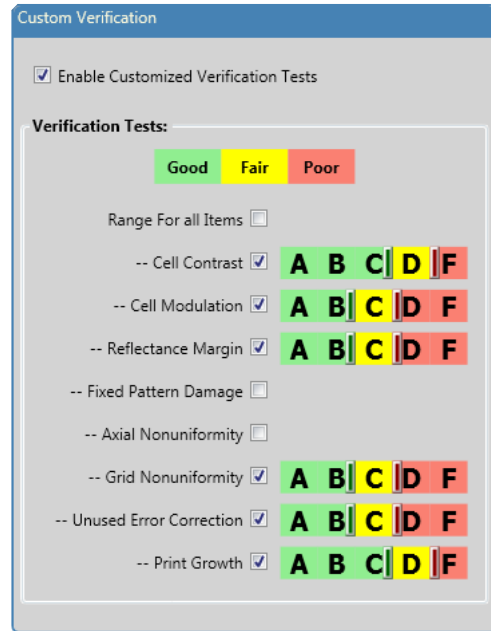 Custom Verification
Enable Customized Verification Tests
Verification Tests:
Good Fair Poor
Range For all Items
-- Cell Contrast A B C D F
-- Cell Modulation A B C D F
-- Reflectance Margin A B C D F
-- Fixed Pattern Damage
-- Axial Nonuniformity
-- Grid Nonuniformity A B C D F
-- Unused Error Correction A B C D F
-- Print Growth A B C D F